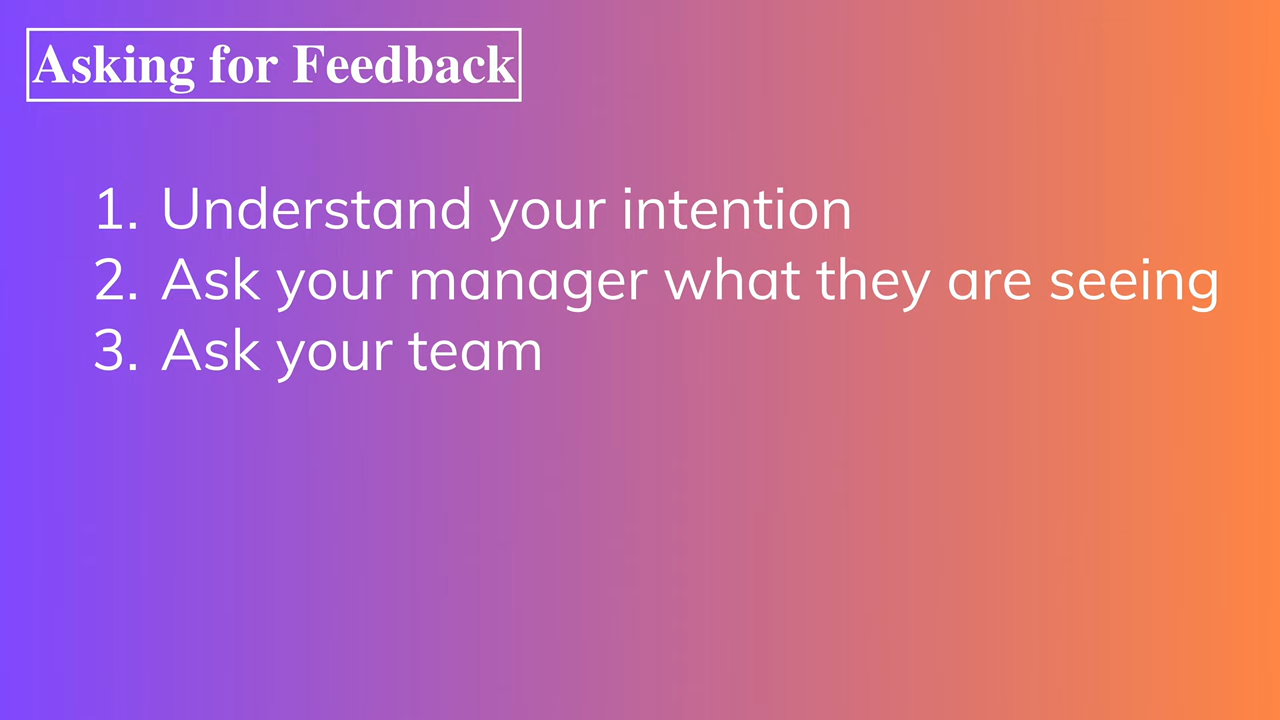 Asking for Feedback
1. Understand your intention
2. Ask your manager what they are seeing
3. Ask your team